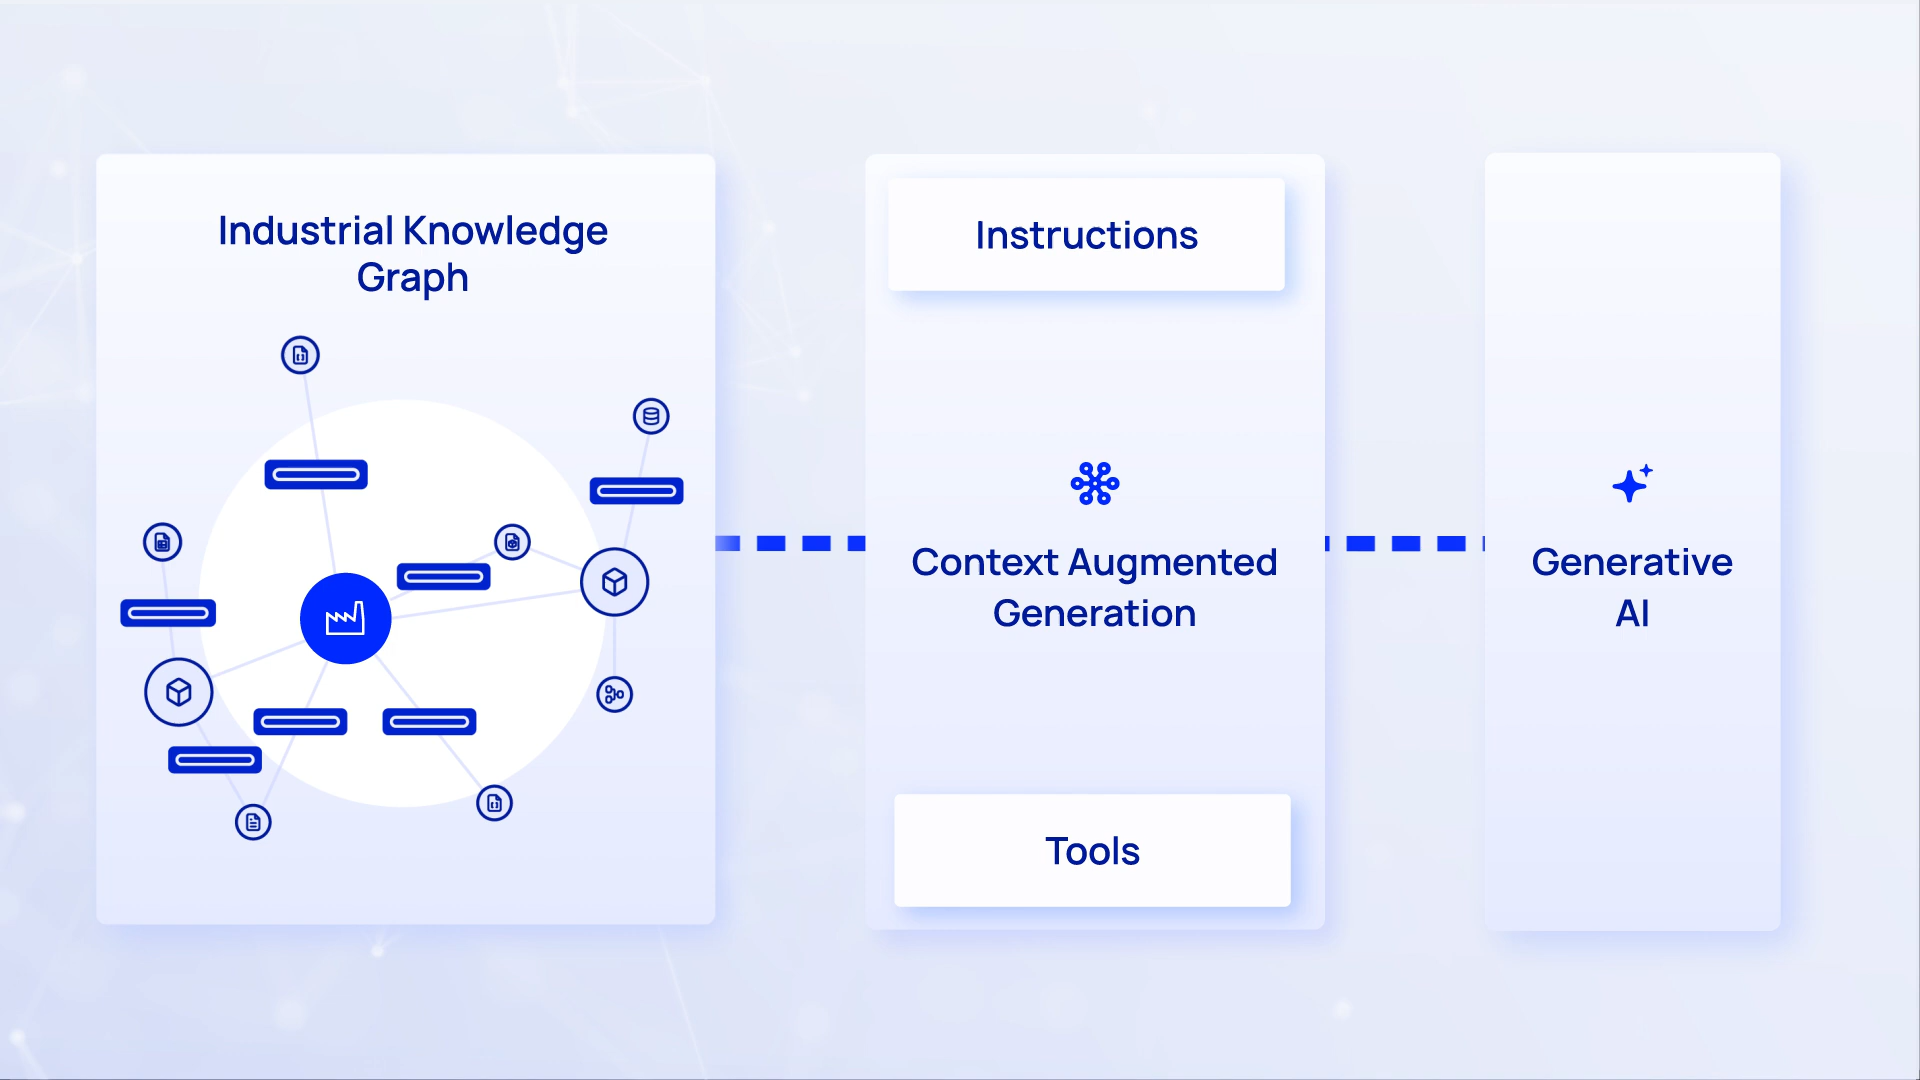 Industrial Knowledge
Graph
Instructions
Context Augmented
Generation
Tools
Generative
AI